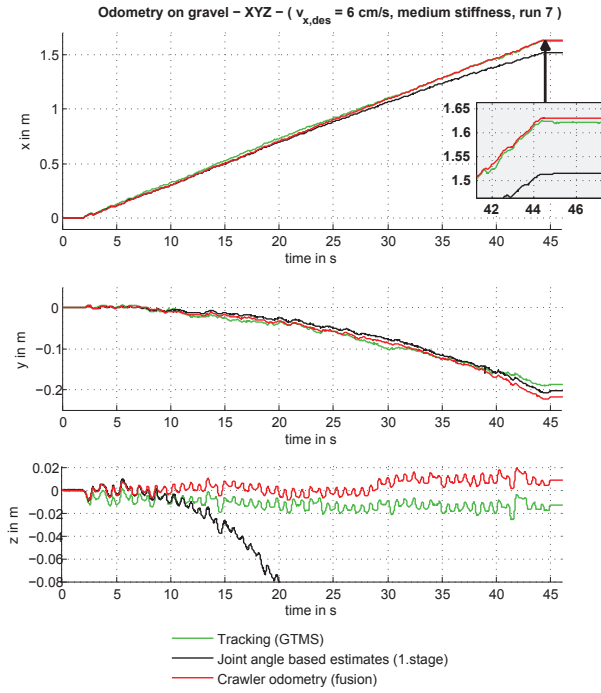 Odometry on gravel − XYZ − ( v_x,des = 6 cm/s, medium stiffness, run 7 )
x in m
1.5
1
0.5
0
0 5 10 15 20 25 30 35 40 45
time in s
1.65
1.6
1.55
1.5
42 44 46
y in m
0
−0.1
−0.2
0 5 10 15 20 25 30 35 40 45
time in s
z in m
0.02
0
−0.02
−0.04
−0.06
−0.08
0 5 10 15 20 25 30 35 40 45
time in s
Tracking (GTMS)
Joint angle based estimates (1.stage)
Crawler odometry (fusion)